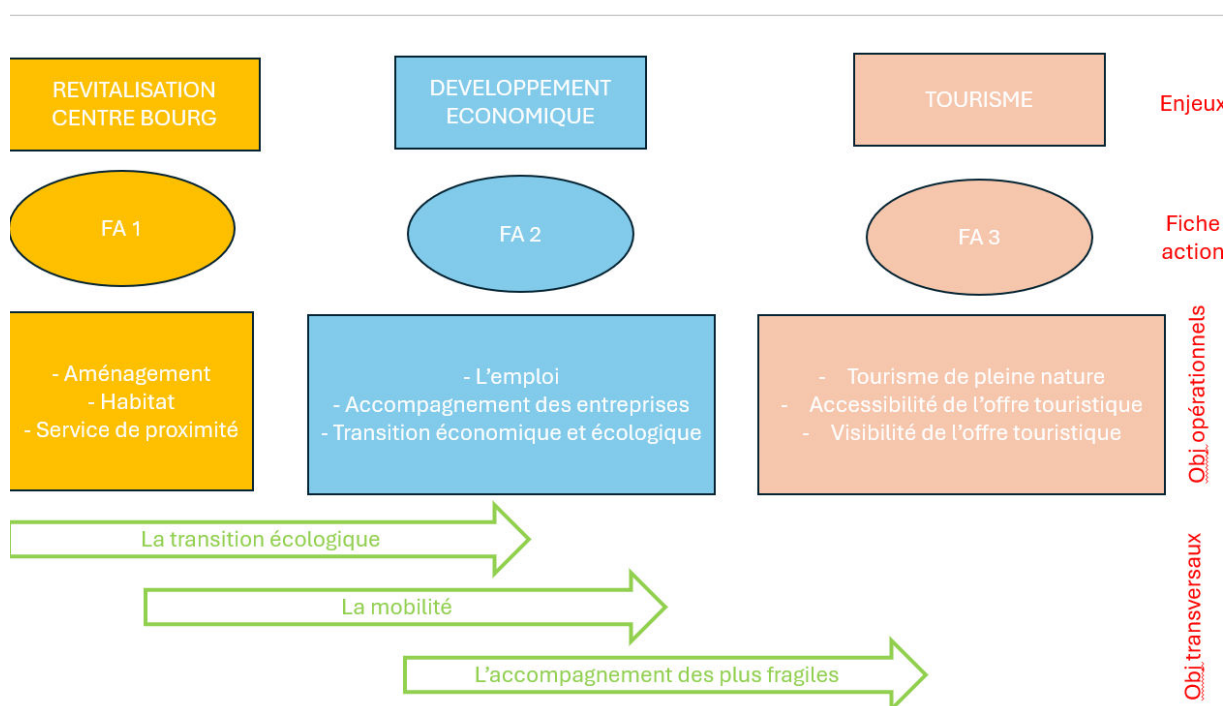 REVITALISATION
CENTRE BOURG
DEVELOPPEMENT
ECONOMIQUE
TOURISME
Enjeux
FA 1
FA 2
FA 3
Fiche
action
- Aménagement
- Habitat
- Service de proximité
- L'emploi
- Accompagnement des entreprises
- Transition économique et écologique
- Tourisme de pleine nature
- Accessibilité de l'offre touristique
- Visibilité de l'offre touristique
Obj opérationnels
La transition écologique
La mobilité
L'accompagnement des plus fragiles
Obj transversaux